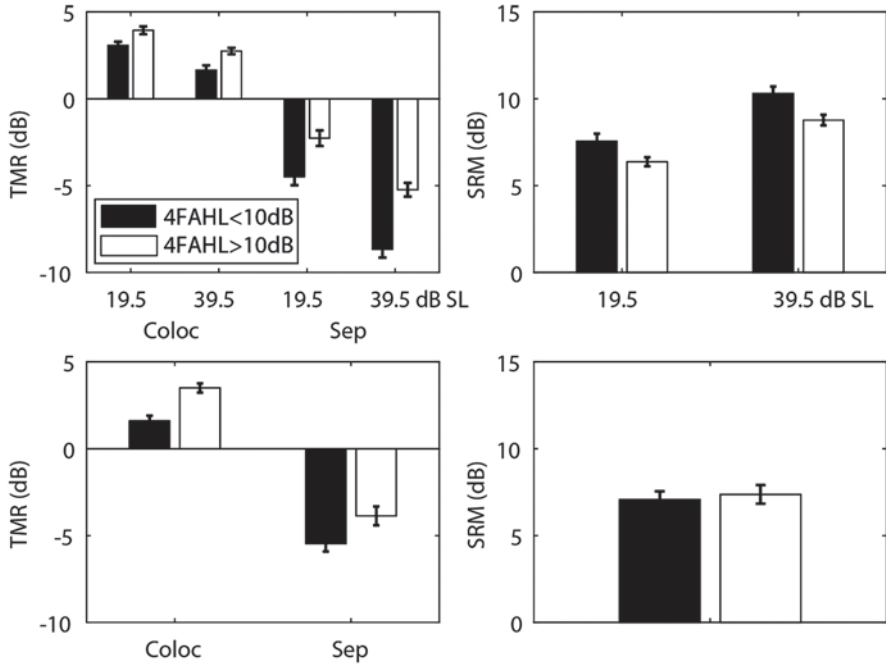 5
0
-5
-10
TMR (dB)
4FAHL<10dB
4FAHL>10dB
19.5 39.5 19.5 39.5 dB SL
Coloc Sep
15
10
5
0
SRM (dB)
19.5 39.5 dB SL
5
0
-5
-10
TMR (dB)
Coloc Sep
15
10
5
0
SRM (dB)